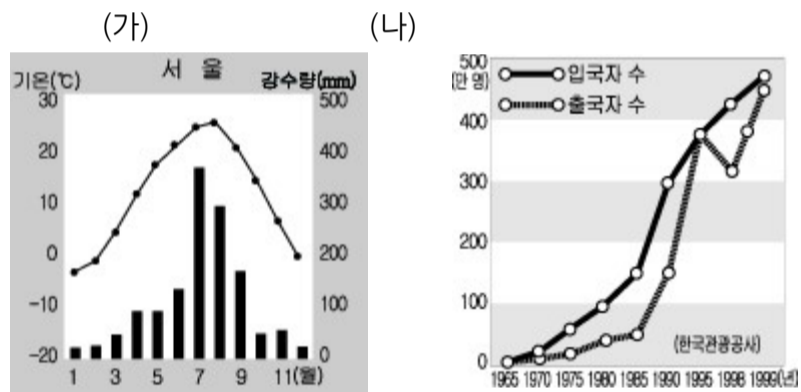 (가)
(나)
서 울
기온(℃)
강수량(mm)
30
20
10
0
-10
-20
500
400
300
200
100
0
1 3 5 7 9 11(월)
500
(만 명)
400
300
200
100
0
입국자 수
출국자 수
(한국관광공사)
1965 1970 1975 1980 1985 1990 1995 1998 1999(년)